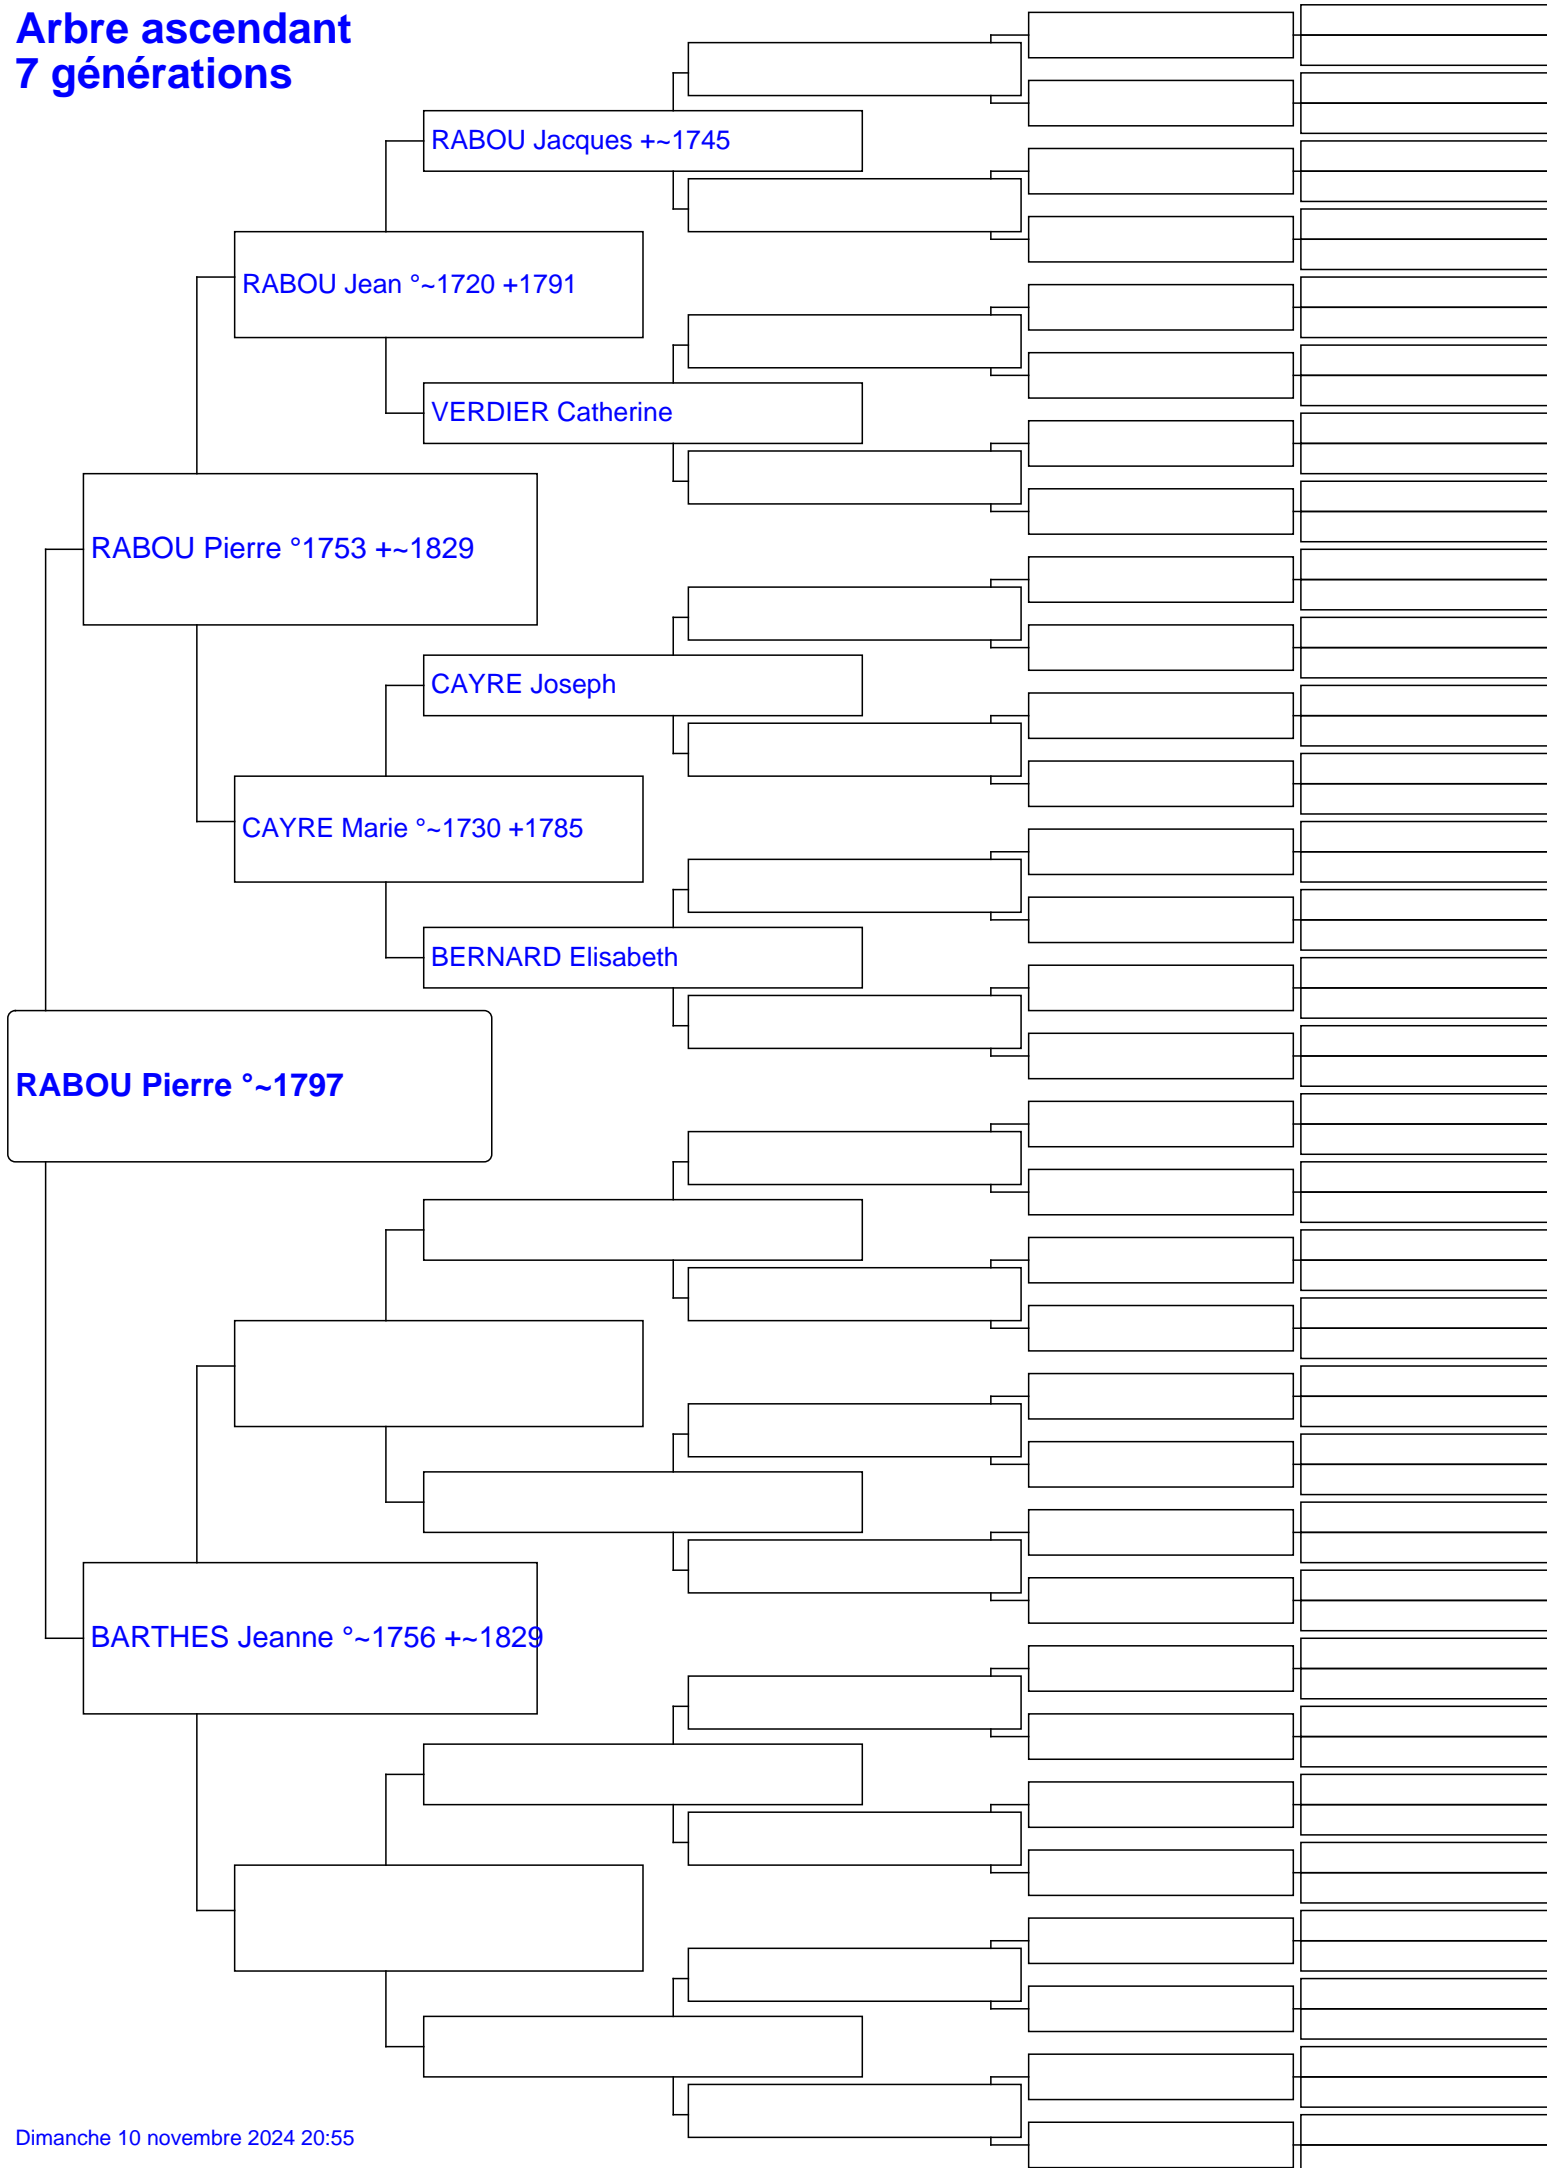 Arbre ascendant
7 générations
RABOU Jacques +~1745
RABOU Jean °~1720 +1791
VERDIER Catherine
RABOU Pierre °1753 +~1829
CAYRE Joseph
CAYRE Marie °~1730 +1785
BERNARD Elisabeth
RABOU Pierre °~1797
BARTHES Jeanne °~1756 +~1829
Dimanche 10 novembre 2024 20:55